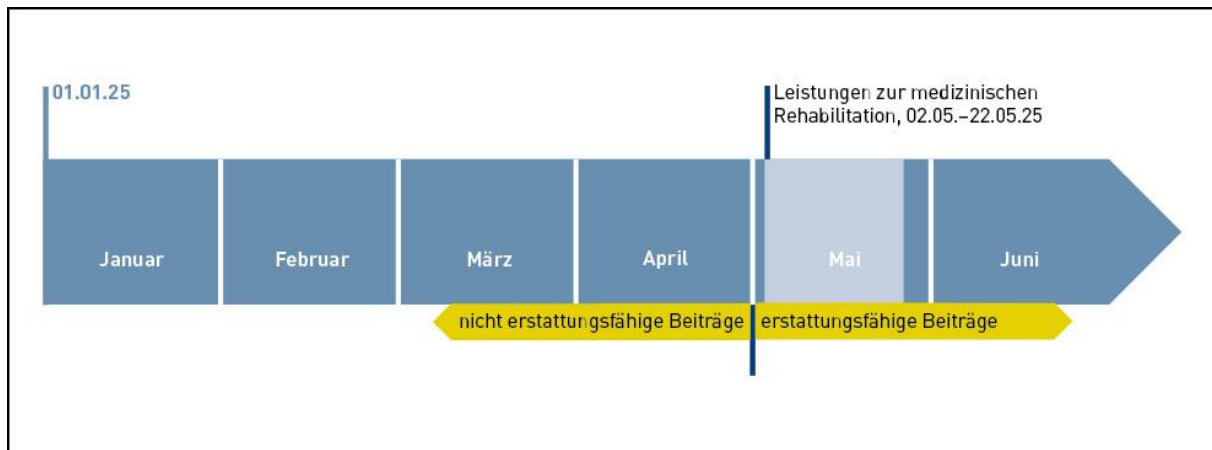 01.01.25
Leistungen zur medizinischen
Rehabilitation, 02.05.–22.05.25
Januar
Februar
März
April
Mai
Juni
nicht erstattungsfähige Beiträge
erstattungsfähige Beiträge